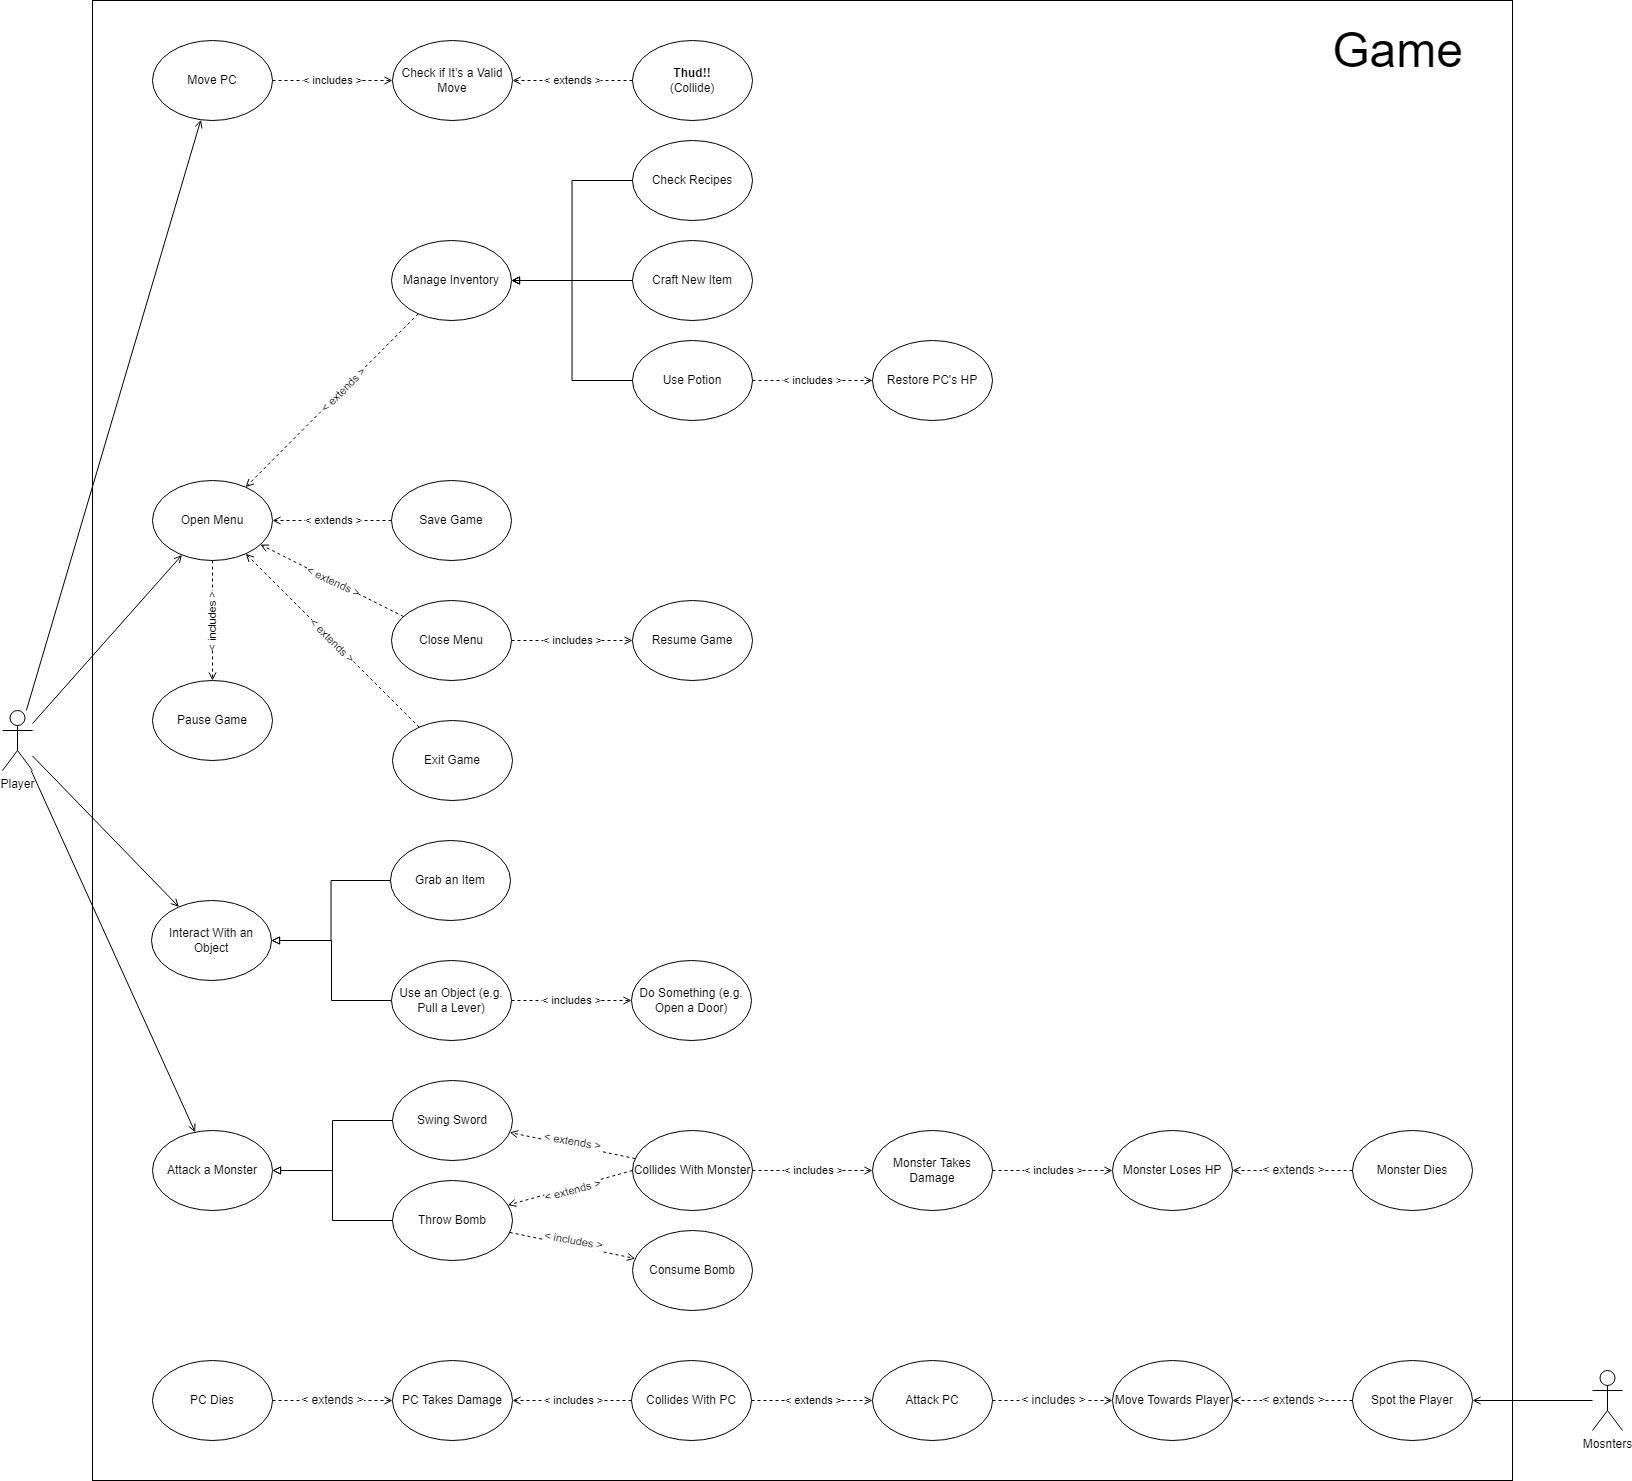 Game
Move PC
< includes >
Check if It's a Valid
Move
< extends >
Thud!!
(Collide)
Check Recipes
Manage Inventory
Craft New Item
Use Potion
< includes >
Restore PC's HP
< extends >
Open Menu
< extends >
Save Game
< extends >
< includes >
< extends >
Close Menu
< includes >
Resume Game
Pause Game
Exit Game
Player
Grab an Item
Interact With an
Object
Use an Object (e.g.
Pull a Lever)
< includes >
Do Something (e.g.
Open a Door)
Swing Sword
< extends >
Attack a Monster
Collides With Monster
< includes >
Monster Takes
Damage
< includes >
Monster Loses HP
< extends >
Monster Dies
< extends >
Throw Bomb
< includes >
Consume Bomb
PC Dies
< extends >
PC Takes Damage
< includes >
Collides With PC
< extends >
Attack PC
< includes >
Move Towards Player
< extends >
Spot the Player
Mosnters